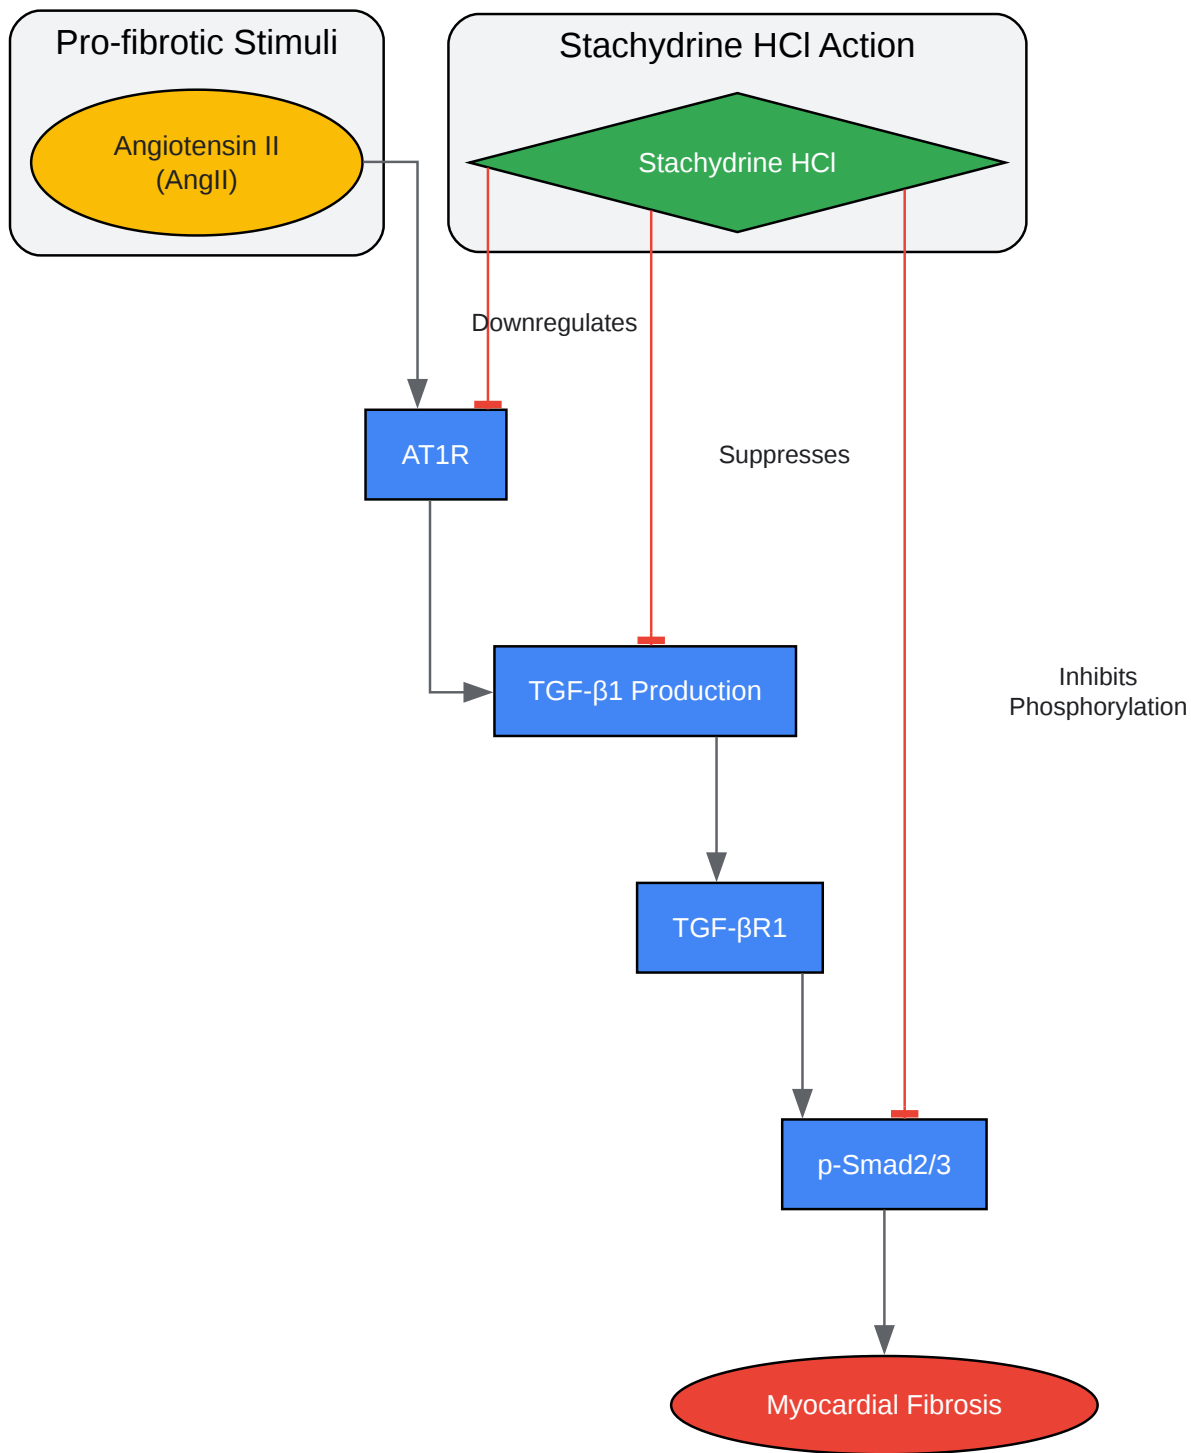 Pro-fibrotic Stimuli
Stachydrine HCl Action
Angiotensin II
(AngII)
Stachydrine HCl
Downregulates
AT1R
Suppresses
Inhibits
Phosphorylation
TGF-β1 Production
TGF-βR1
p-Smad2/3
Myocardial Fibrosis